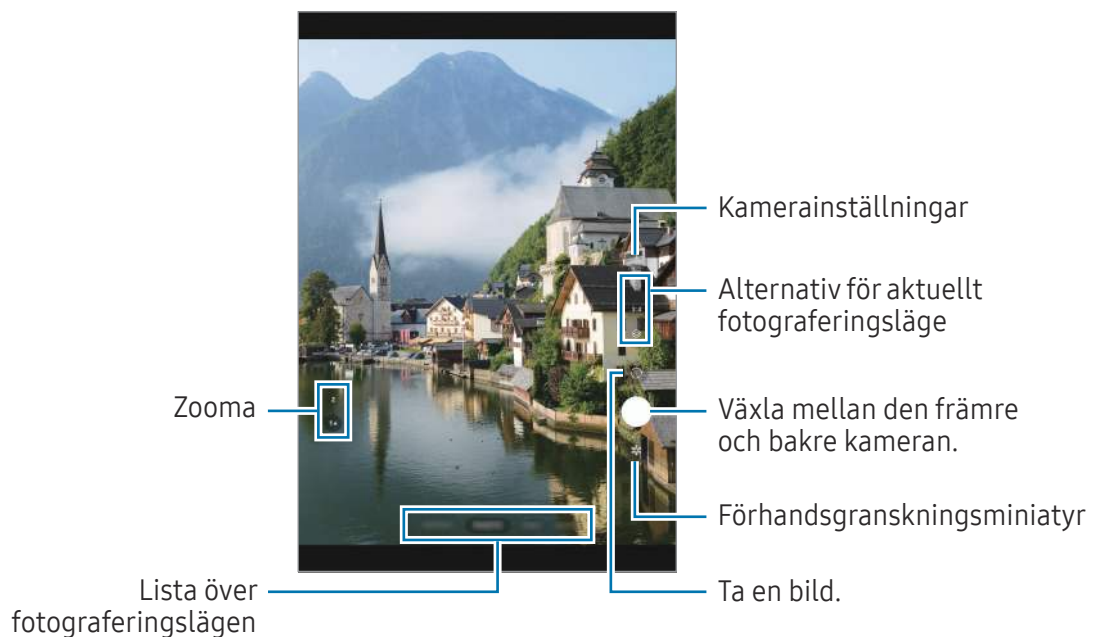 Kamerainställningar
Alternativ för aktuellt
fotograferingsläge
Zooma
Växla mellan den främre
och bakre kameran.
Förhandsgranskningsminiatyr
Lista över
fotograferingslägen
Ta en bild.